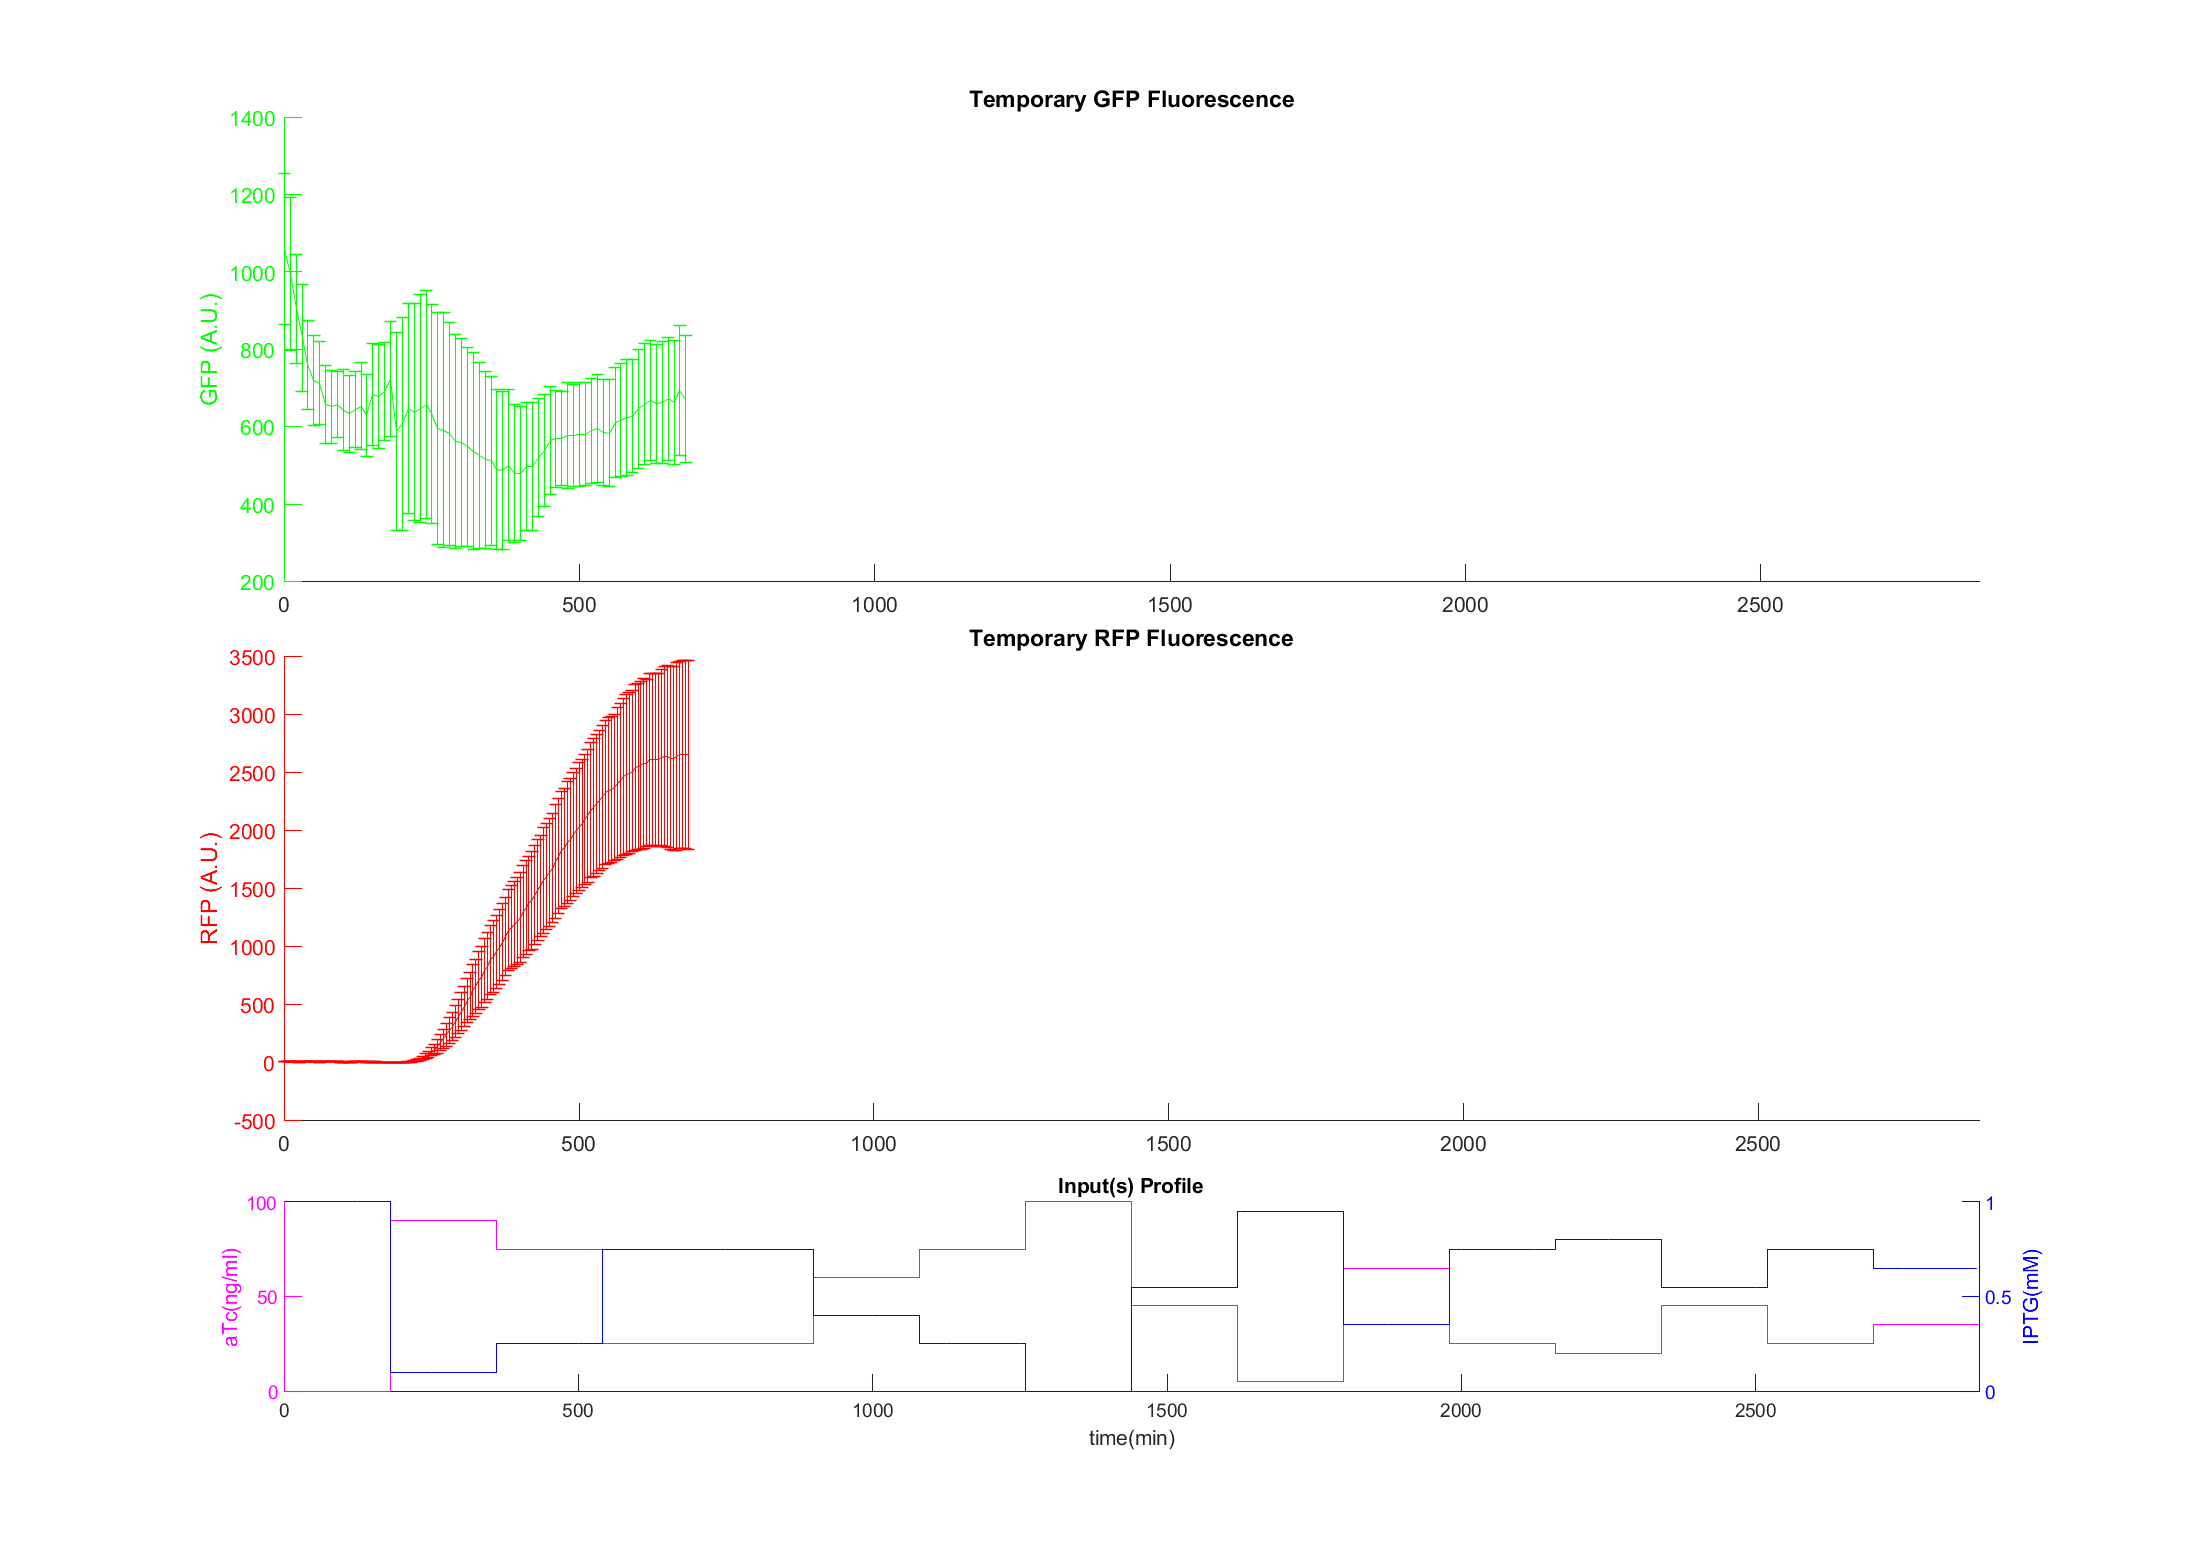 Temporary GFP Fluorescence
1400
1200
1000
800
600
400
200
GFP (A.U.)
0 500 1000 1500 2000 2500
Temporary RFP Fluorescence
3500
3000
2500
2000
1500
1000
500
0
-500
RFP (A.U.)
0 500 1000 1500 2000 2500
Input(s) Profile
100
50
0
aTc(ng/ml)
1
0.5
0
IPTG(mM)
0 500 1000 1500 2000 2500
time(min)